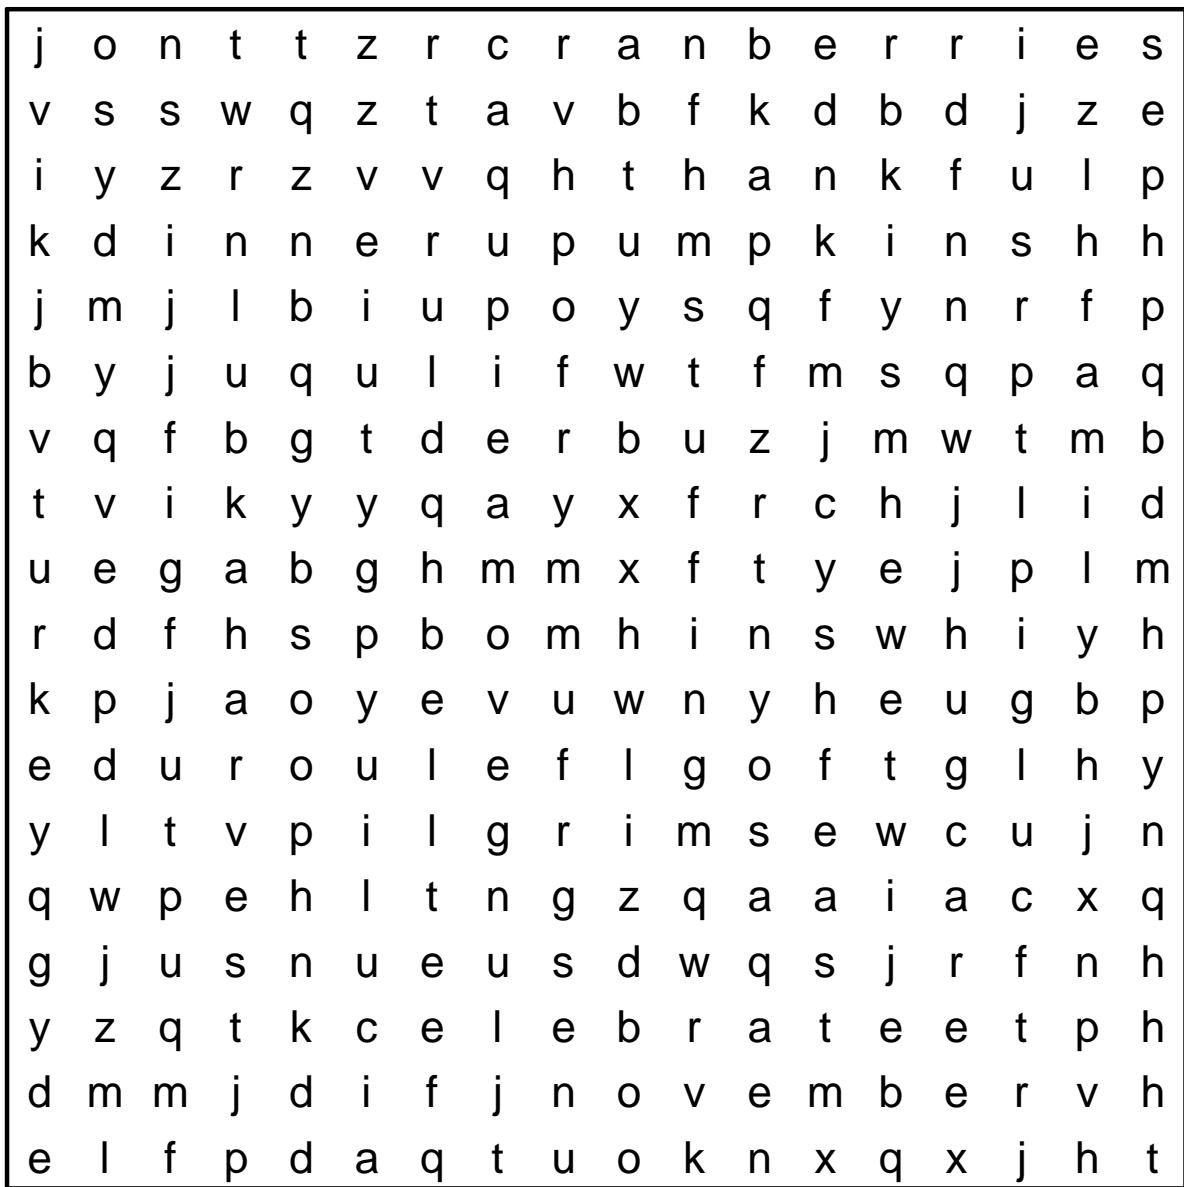 j o n t t z r c r a n b e r r i e s
v s s w q z t a v b f k d b d j z e
i y z r z v v q h t h a n k f u l p
k d i n n e r u p u m p k i n s h h
j m j l b i u p o y s q f y n r f p
b y j u q u l i f w t f m s q p a q
v q f b g t d e r b u z j m w t m b
t v i k y y q a y x f r c h j l i d
u e g a b g h m m x f t y e j p l m
r d f h s p b o m h i n s w h i y h
k p j a o y e v u w n y h e u g b p
e d u r o u l e f l g o f t g l h y
y l t v p i l g r i m s e w c u j n
q w p e h l t n g z q a a i a c x q
g j u s n u e u s d w q s j r f n h
y z q t k c e l e b r a t e e t p h
d m m j d i f j n o v e m b e r v h
e l f p d a q t u o k n x q x j h t